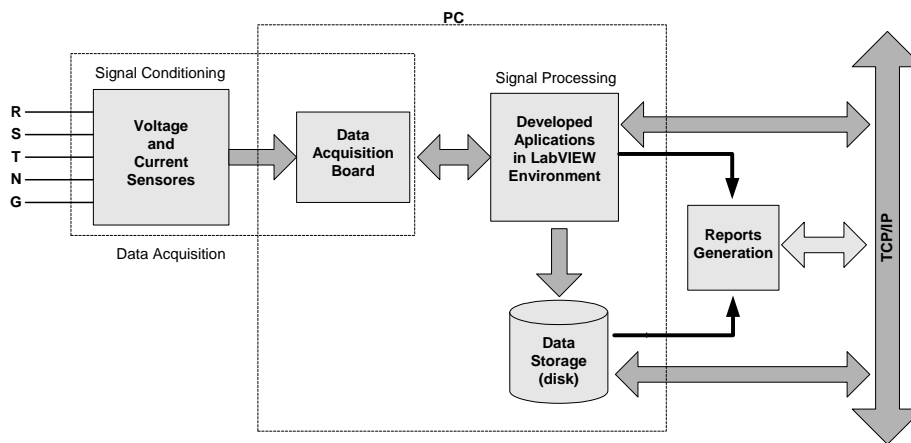 PC
Signal Conditioning
Signal Processing
R
S
T
N
G
Voltage
and
Current
Sensores
Data
Acquisition
Board
Developed
Aplications
in LabVIEW
Environment
Reports
Generation
TCP/IP
Data Acquisition
Data
Storage
(disk)